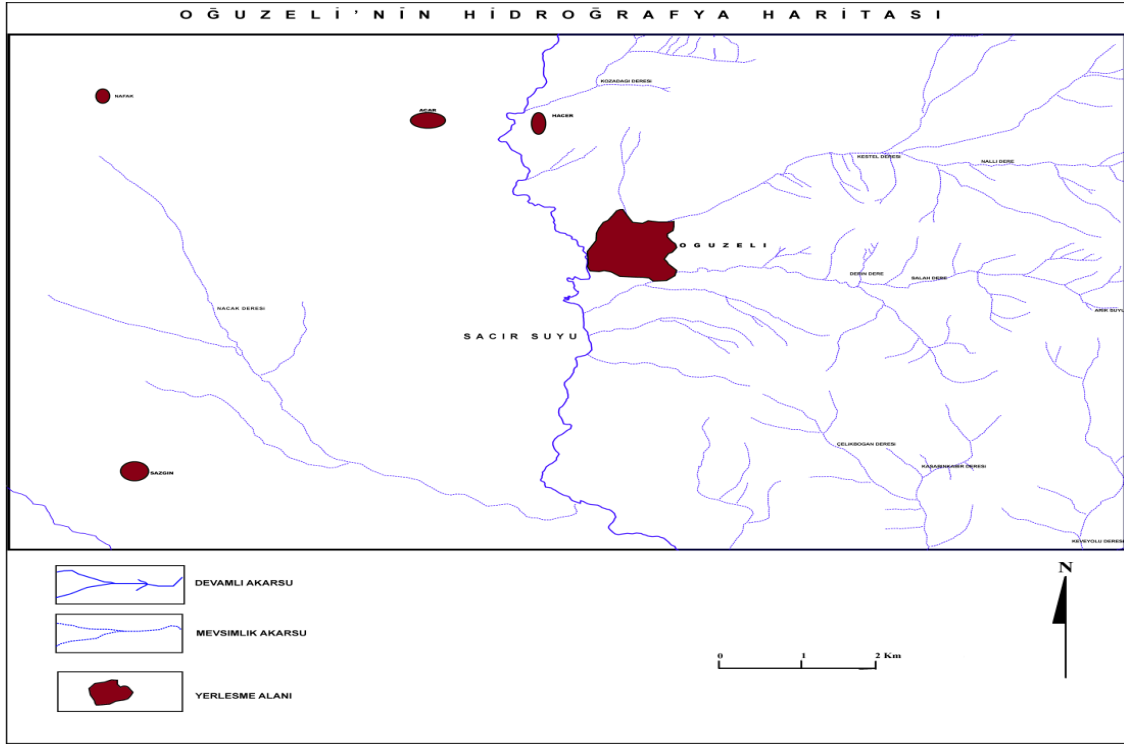 OĞUZELİ'NİN HİDROĞRAFYA HARİTASI
KOZADAGI DERESI
NAFAK
ACAR
HACER
KESTEL DERESI
NALLI DERE
OGUZELI
DERIN DERE
SALAH DERE
NACAK DERESI
ARIK SUYU
SACIR SUYU
ÇELIKBOGAN DERESI
SAZGIN
KEVEYOLU DERESI
DEVAMLI AKARSU
N
MEVSIMLIK AKARSU
0 1 2 Km
YERLESME ALANI